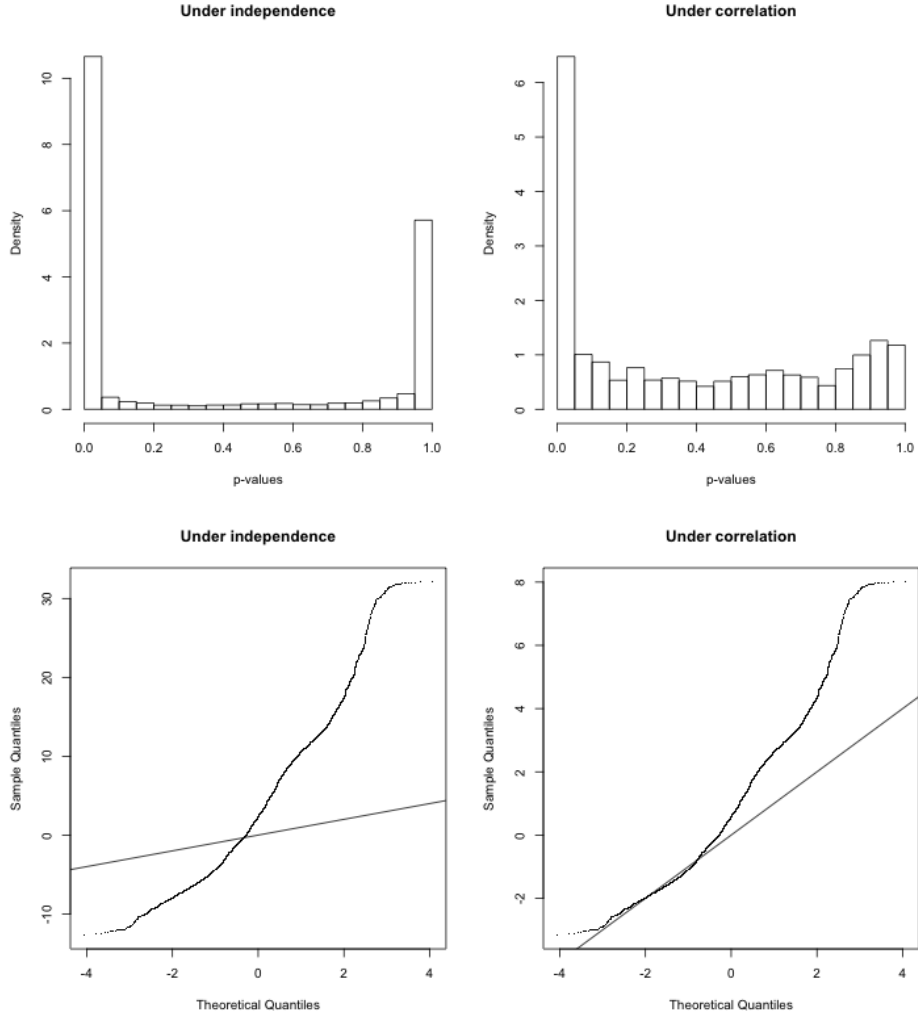 Under independence
Under correlation
Density
0 2 4 6 8 10
0.0 0.2 0.4 0.6 0.8 1.0
p-values
Density
0 1 2 3 4 5 6
0.0 0.2 0.4 0.6 0.8 1.0
p-values
Under independence
Under correlation
Sample Quantiles
-10 0 10 20 30
-4 -2 0 2 4
Theoretical Quantiles
Sample Quantiles
-2 0 2 4 6 8
-4 -2 0 2 4
Theoretical Quantiles